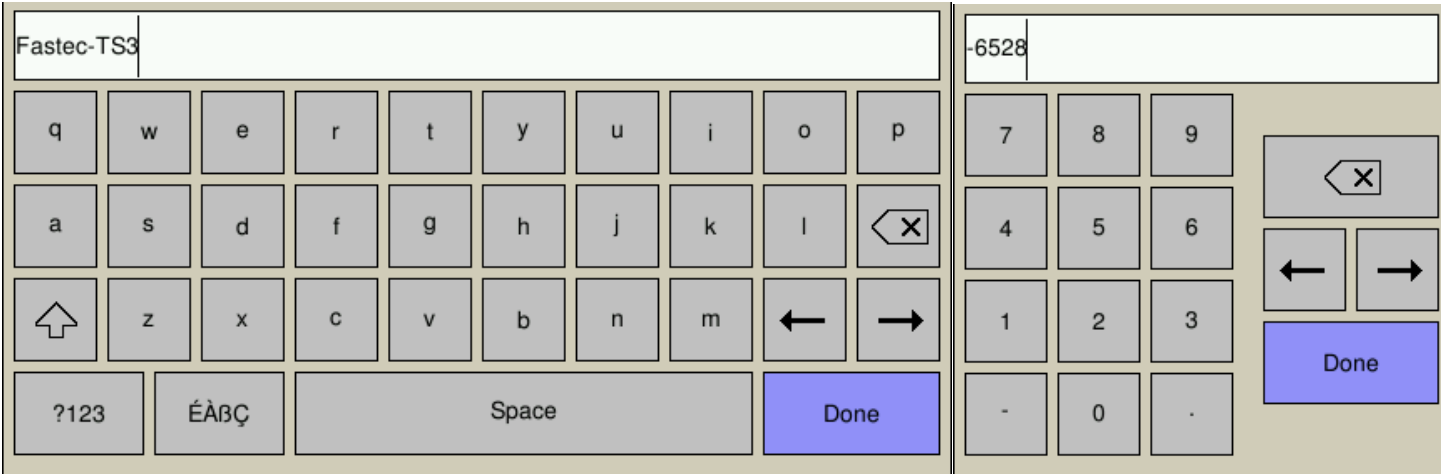 Fastec-TS3
q w e r t y u i o p
a s d f g h j k l
z x c v b n m
?123 ÉÀßÇ Space Done
-6528
7 8 9
4 5 6
1 2 3
Done
- 0 .